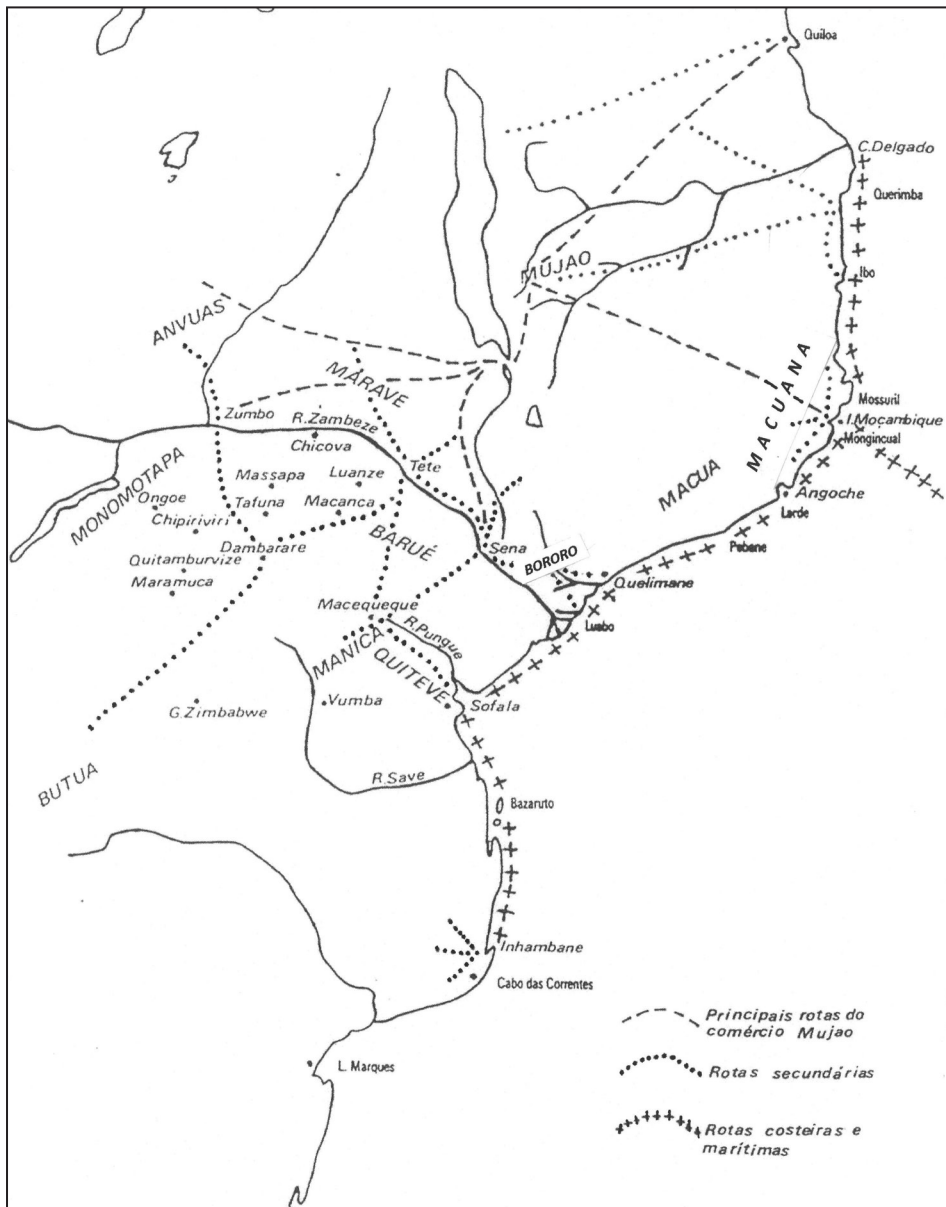 Quiloa
C. Delgado
Querimba
MUJAO
Ibo
ANVUAS
MARAVE
MACUANA
Mossuril
I. Moçambique
Mongincual
Zumbo
R. Zambeze
Chicova
MACUA
Tete
Massapa
Luanze
MONOMOTAPA
Angoche
Ongoe
Tafuna
Macanca
Larde
Chipiriviri
BARUÉ
Pebane
Dambarare
Sena
BORORO
Quitamburvize
Maramuca
Quelimane
Macequeque
Luabo
R. Pungue
MANICA
QUITEVE
G. Zimbabwe
Vumba
Sofala
BUTUA
R. Save
Bazaruto
Inhambane
Cabo das Correntes
L. Marques
Principais rotas do
comércio Mujao
Rotas secundárias
Rotas costeiras e
marítimas